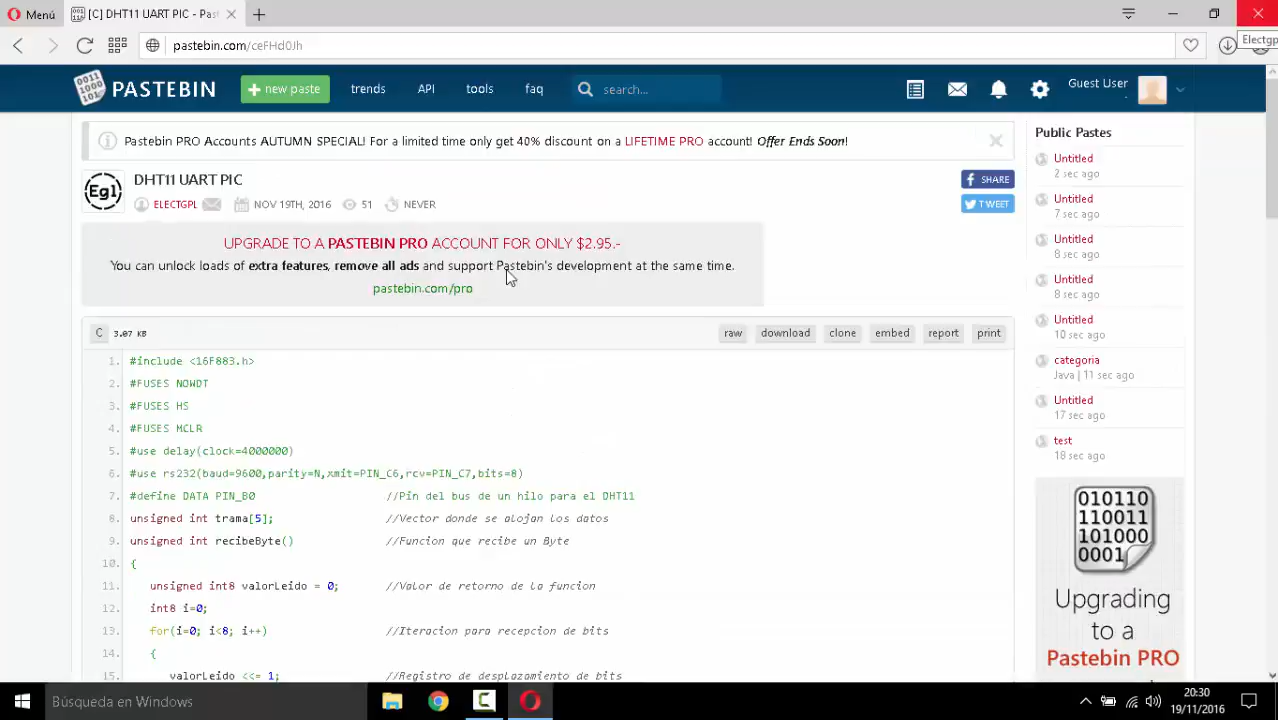 Menú
[C] DHT11 UART PIC - Past
pastebin.com/ceFHd0Jh
Electgp
PASTEBIN
+ new paste
trends
API
tools
faq
search...
Guest User
Pastebin PRO Accounts AUTUMN SPECIAL! For a limited time only get 40% discount on a LIFETIME PRO account! Offer Ends Soon!
Egl
DHT11 UART PIC
ELECTGPL
NOV 19TH, 2016
51
NEVER
SHARE
TWEET
UPGRADE TO A PASTEBIN PRO ACCOUNT FOR ONLY $2.95.-
You can unlock loads of extra features, remove all ads and support Pastebin's development at the same time.
pastebin.com/pro
C
3.07 KB
raw
download
clone
embed
report
print
1. #include <16F883.h>
2. #FUSES NOWDT
3. #FUSES HS
4. #FUSES MCLR
5. #use delay(clock=4000000)
6. #use rs232(baud=9600,parity=N,xmit=PIN_C6,rcv=PIN_C7,bits=8)
7. #define DATA PIN_B0 //Pin del bus de un hilo para el DHT11
8. unsigned int trama[5]; //Vector donde se alojan los datos
9. unsigned int recibeByte() //Funcion que recibe un Byte
10. {
11. unsigned int8 valorLeido = 0; //Valor de retorno de la funcion
12. int8 i=0;
13. for(i=0; i<8; i++) //Iteracion para recepcion de bits
14. {
15. valorLeido <<= 1; //Registro de desplazamiento de bits
Public Pastes
Untitled
2 sec ago
Untitled
7 sec ago
Untitled
8 sec ago
Untitled
8 sec ago
Untitled
10 sec ago
categoria
Java | 11 sec ago
Untitled
17 sec ago
test
18 sec ago
010110
110011
101000
0001
Upgrading
to a
Pastebin PRO
Búsqueda en Windows
20:30
19/11/2016